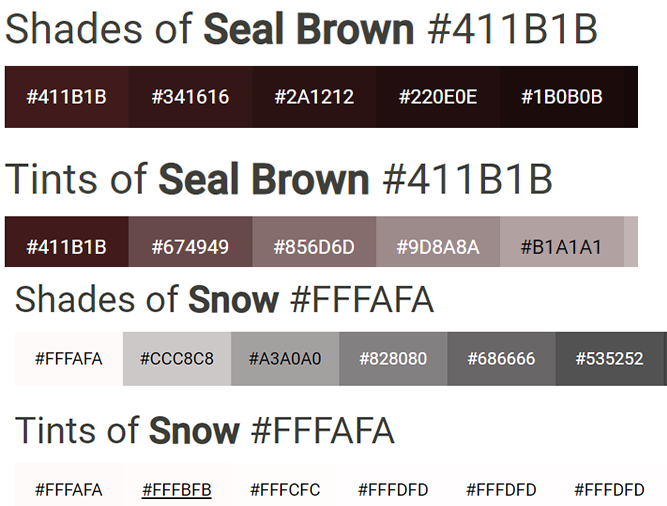 Shades of Seal Brown #411B1B
#411B1B #341616 #2A1212 #220E0E #1B0B0B
Tints of Seal Brown #411B1B
#411B1B #674949 #856D6D #9D8A8A #B1A1A1
Shades of Snow #FFFAFA
#FFFAFA #CCC8C8 #A3A0A0 #828080 #686666 #535252
Tints of Snow #FFFAFA
#FFFAFA #FFFBFB #FFFCFC #FFFDFD #FFFDFD #FFFDFD